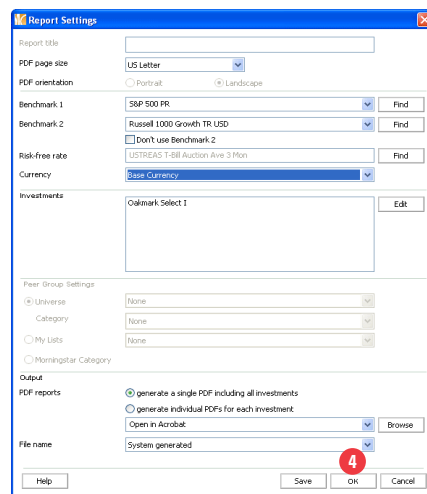 Report Settings
Report title
PDF page size US Letter
PDF orientation Portrait Landscape
Benchmark 1 S&P 500 PR Find
Benchmark 2 Russell 1000 Growth TR USD Find
Don't use Benchmark 2
Risk-free rate USTREAS T-Bill Auction Ave 3 Mon Find
Currency Base Currency
Investments
Oakmark Select I Edit
Peer Group Settings
Universe None
Category None
My Lists None
Morningstar Category
Output
PDF reports generate a single PDF including all investments
generate individual PDFs for each investment
Open in Acrobat Browse
File name System generated
4
Help Save OK Cancel